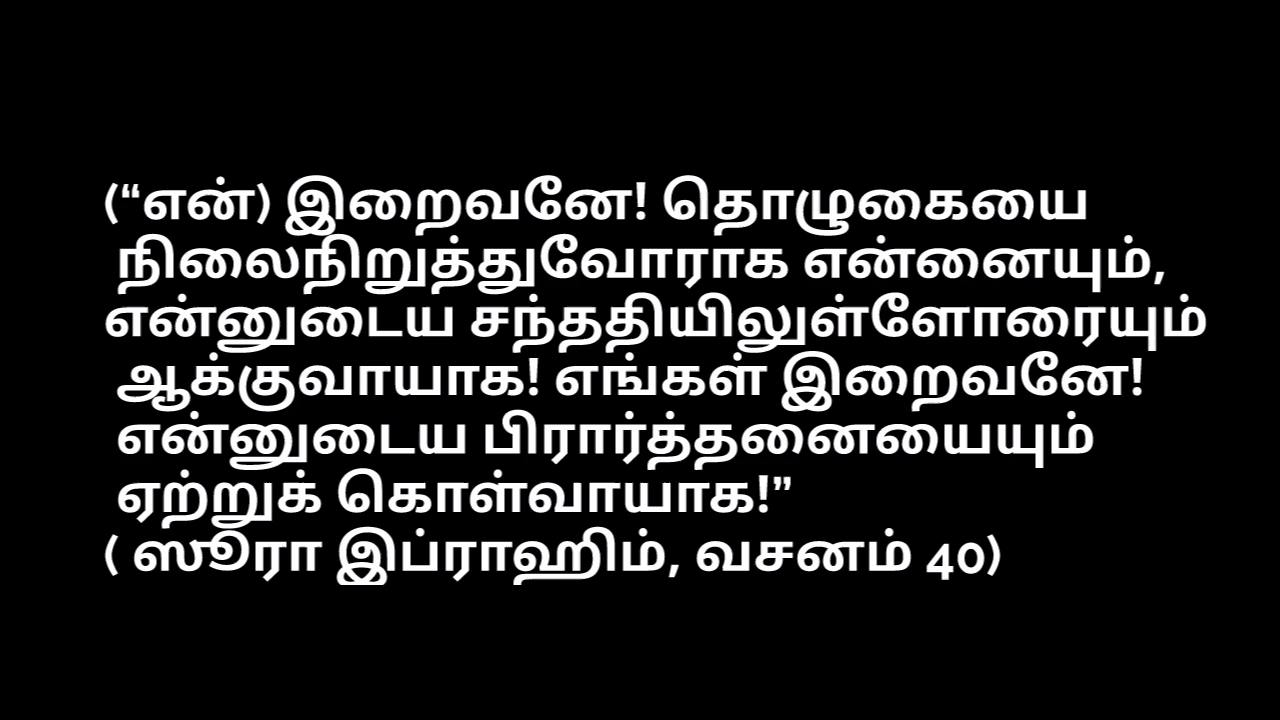 (“என்) இறைவனே! தொழுகையை
நிலைநிறுத்துவோராக என்னையும்,
என்னுடைய சந்ததியிலுள்ளோரையும்
ஆக்குவாயாக! எங்கள் இறைவனே!
என்னுடைய பிரார்த்தனையையும்
ஏற்றுக் கொள்வாயாக!”
( ஸூரா இப்ராஹிம், வசனம் 40)